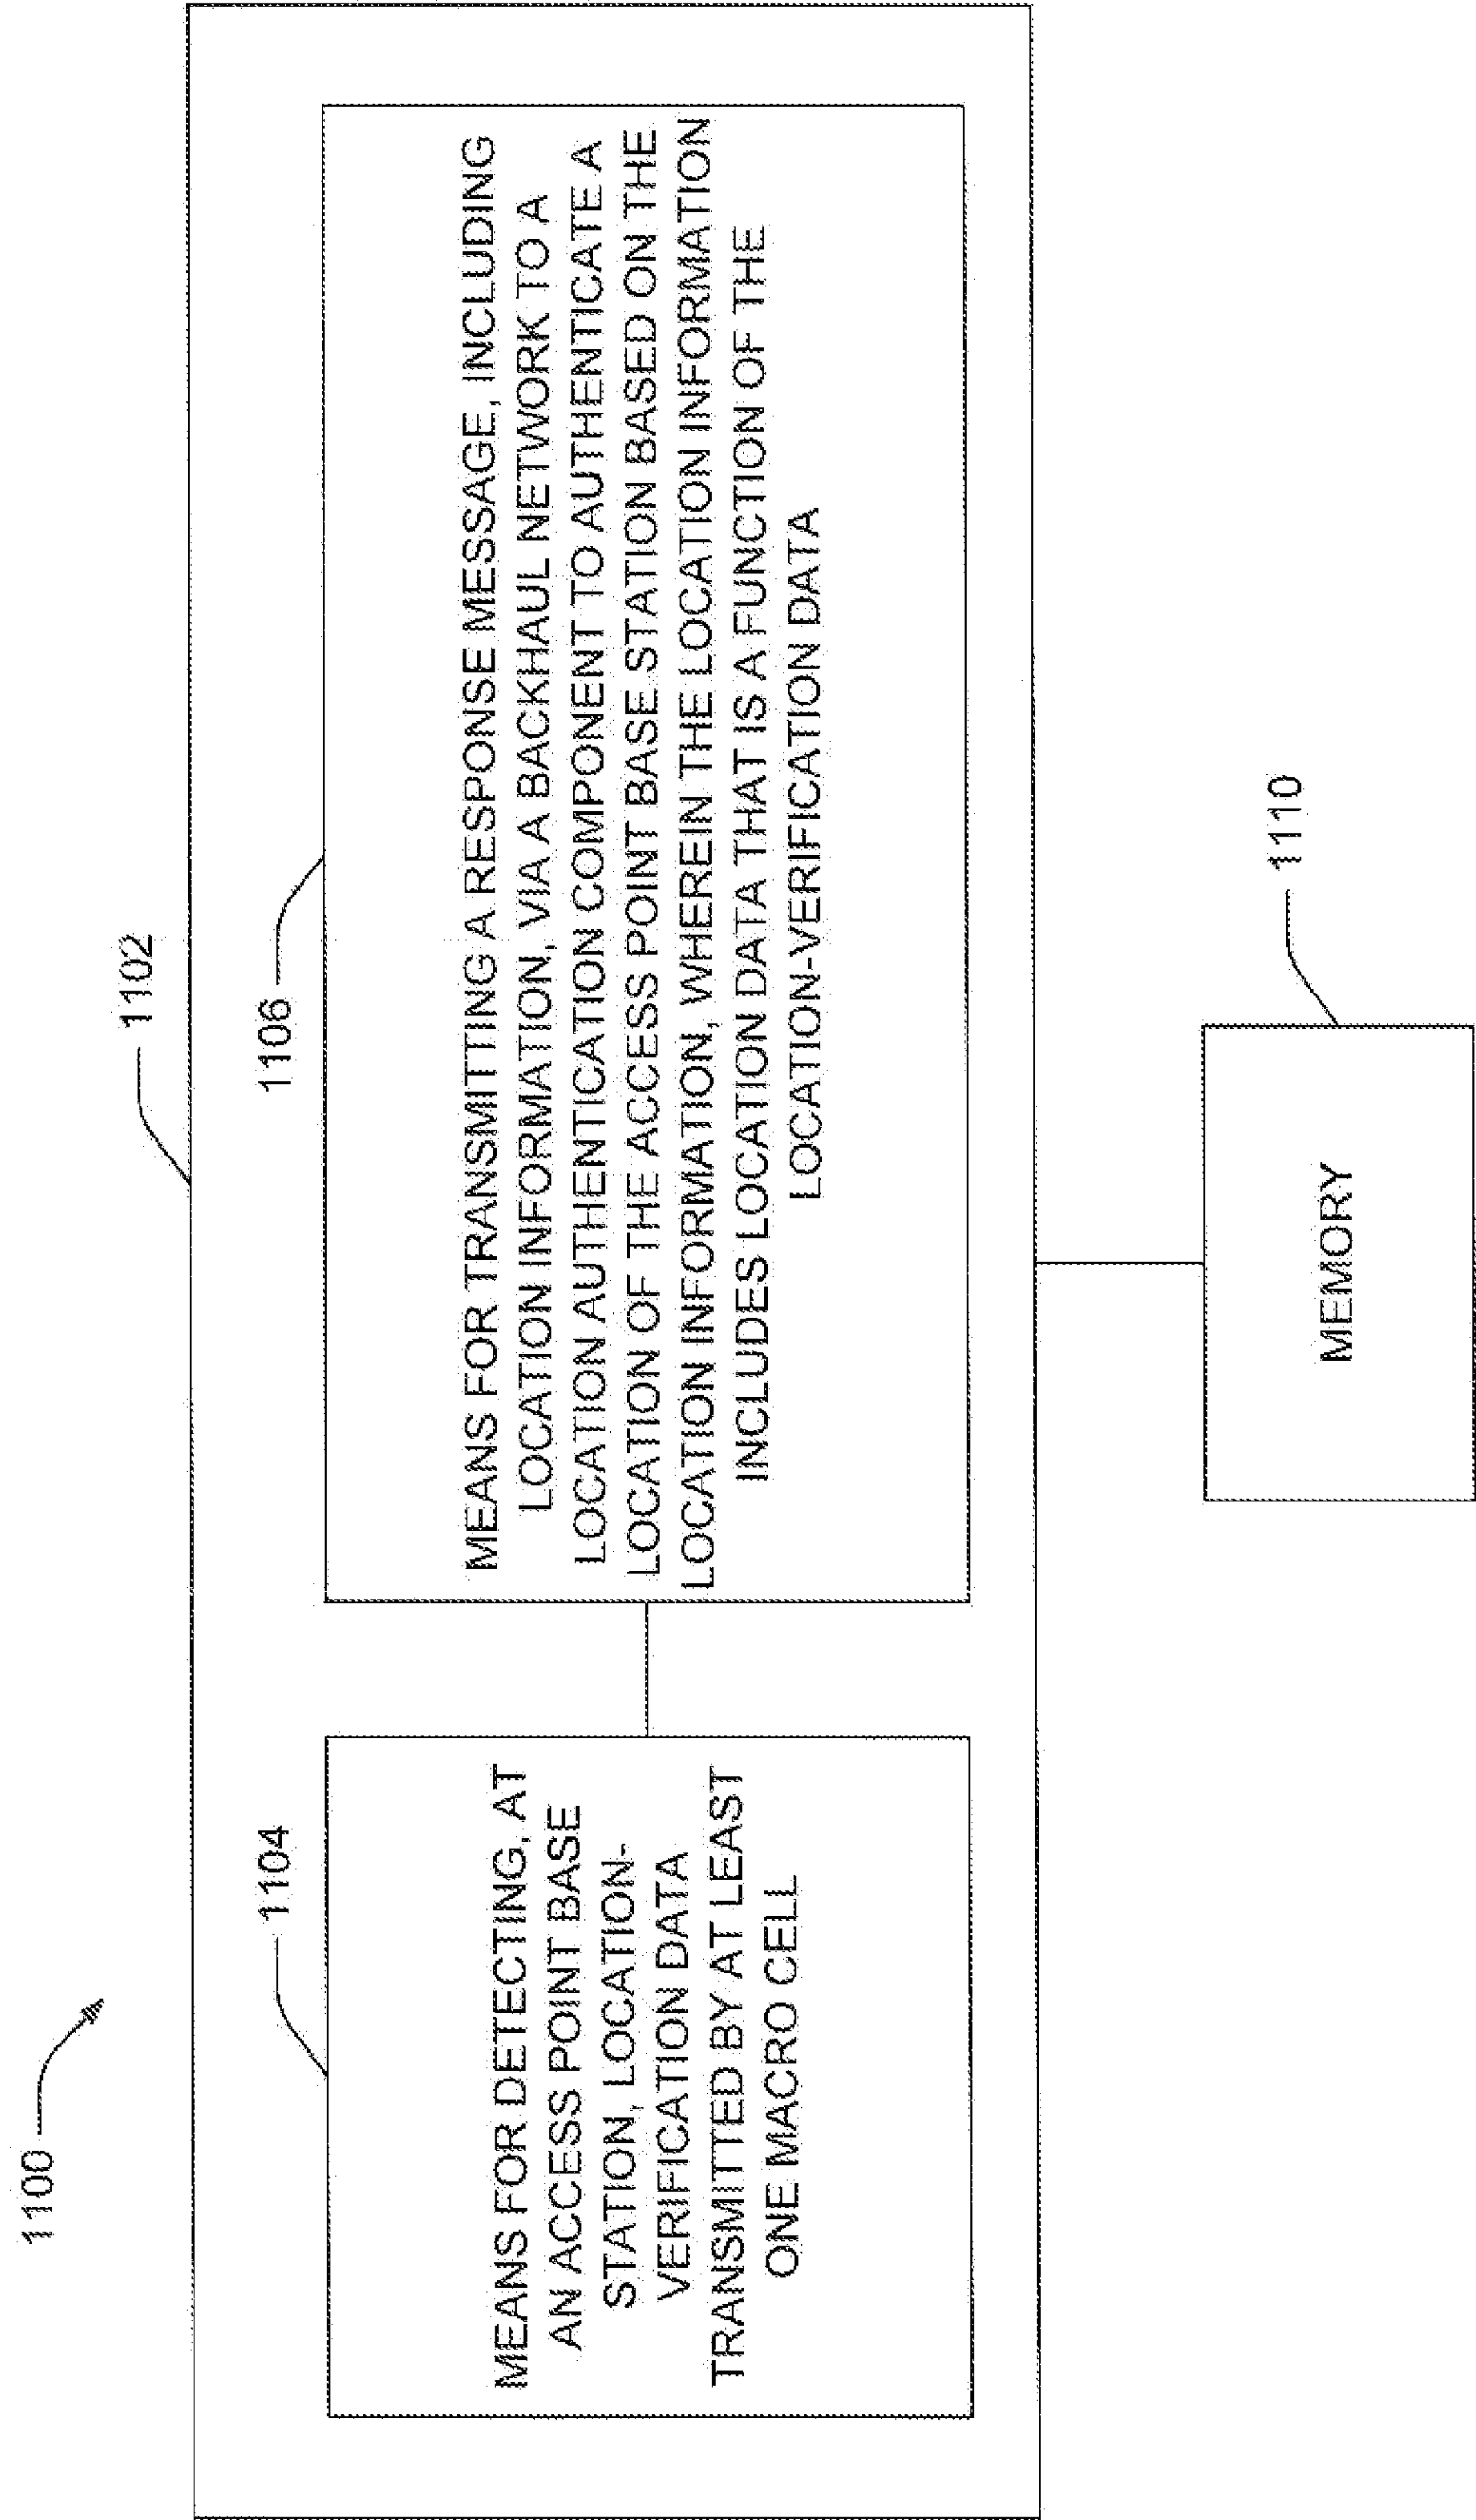 1100
1102
1104
MEANS FOR DETECTING, AT
AN ACCESS POINT BASE
STATION, LOCATION-
VERIFICATION DATA
TRANSMITTED BY AT LEAST
ONE MACRO CELL
1106
MEANS FOR TRANSMITTING A RESPONSE MESSAGE, INCLUDING
LOCATION INFORMATION, VIA A BACKHAUL NETWORK TO A
LOCATION AUTHENTICATION COMPONENT TO AUTHENTICATE A
LOCATION OF THE ACCESS POINT BASE STATION BASED ON THE
LOCATION INFORMATION, WHEREIN THE LOCATION INFORMATION
INCLUDES LOCATION DATA THAT IS A FUNCTION OF THE
LOCATION-VERIFICATION DATA
1110
MEMORY